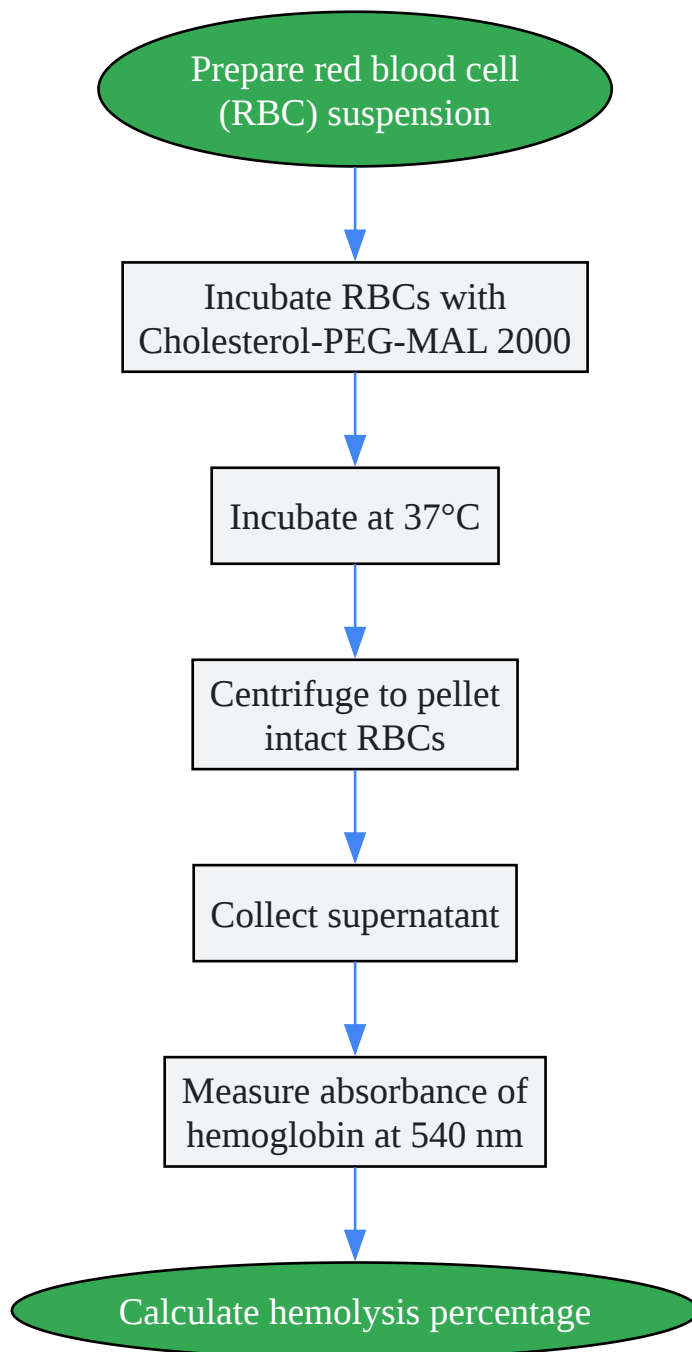 Prepare red blood cell
(RBC) suspension
Incubate RBCs with
Cholesterol-PEG-MAL 2000
Incubate at 37°C
Centrifuge to pellet
intact RBCs
Collect supernatant
Measure absorbance of
hemoglobin at 540 nm
Calculate hemolysis percentage